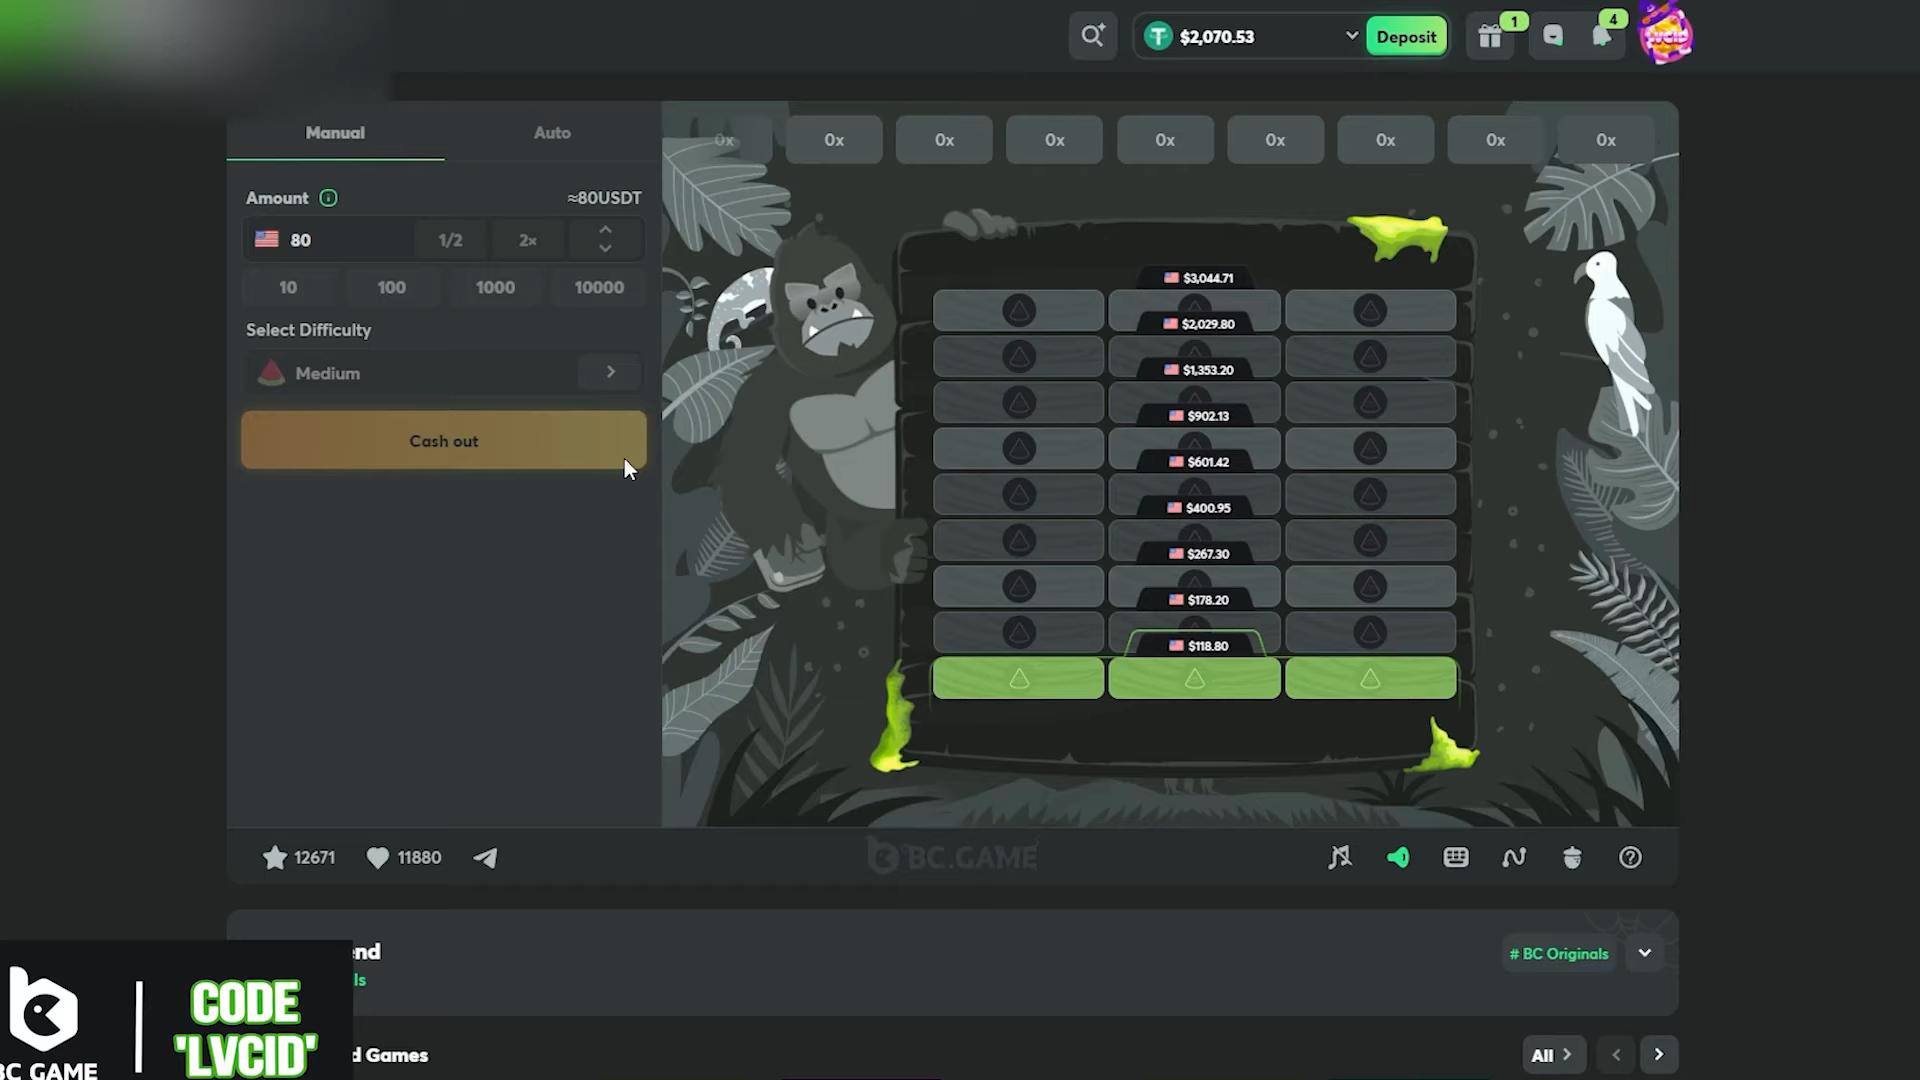 $2,070.53
Deposit
1
4
LVCID
Manual
Auto
0x
0x
0x
0x
0x
0x
0x
0x
0x
Amount
≈80USDT
80
1/2
2x
10
100
1000
10000
Select Difficulty
Medium
Cash out
$3,044.71
$2,029.80
$1,353.20
$902.13
$601.42
$400.95
$267.30
$178.20
$118.80
12671
11880
BC.GAME
end
ls
# BC Originals
BC GAME
CODE
'LVCID'
d Games
All